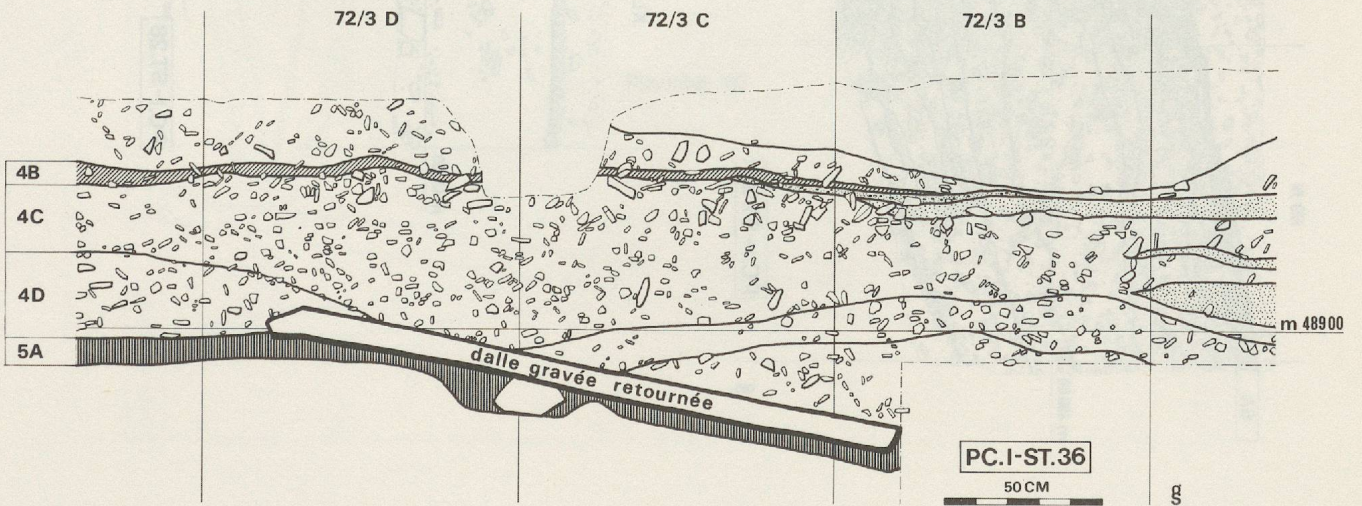 72/3 D
72/3 C
72/3 B
4B
4C
4D
5A
m 48900
dalle gravée retournée
PC.I-ST.36
50 CM
g